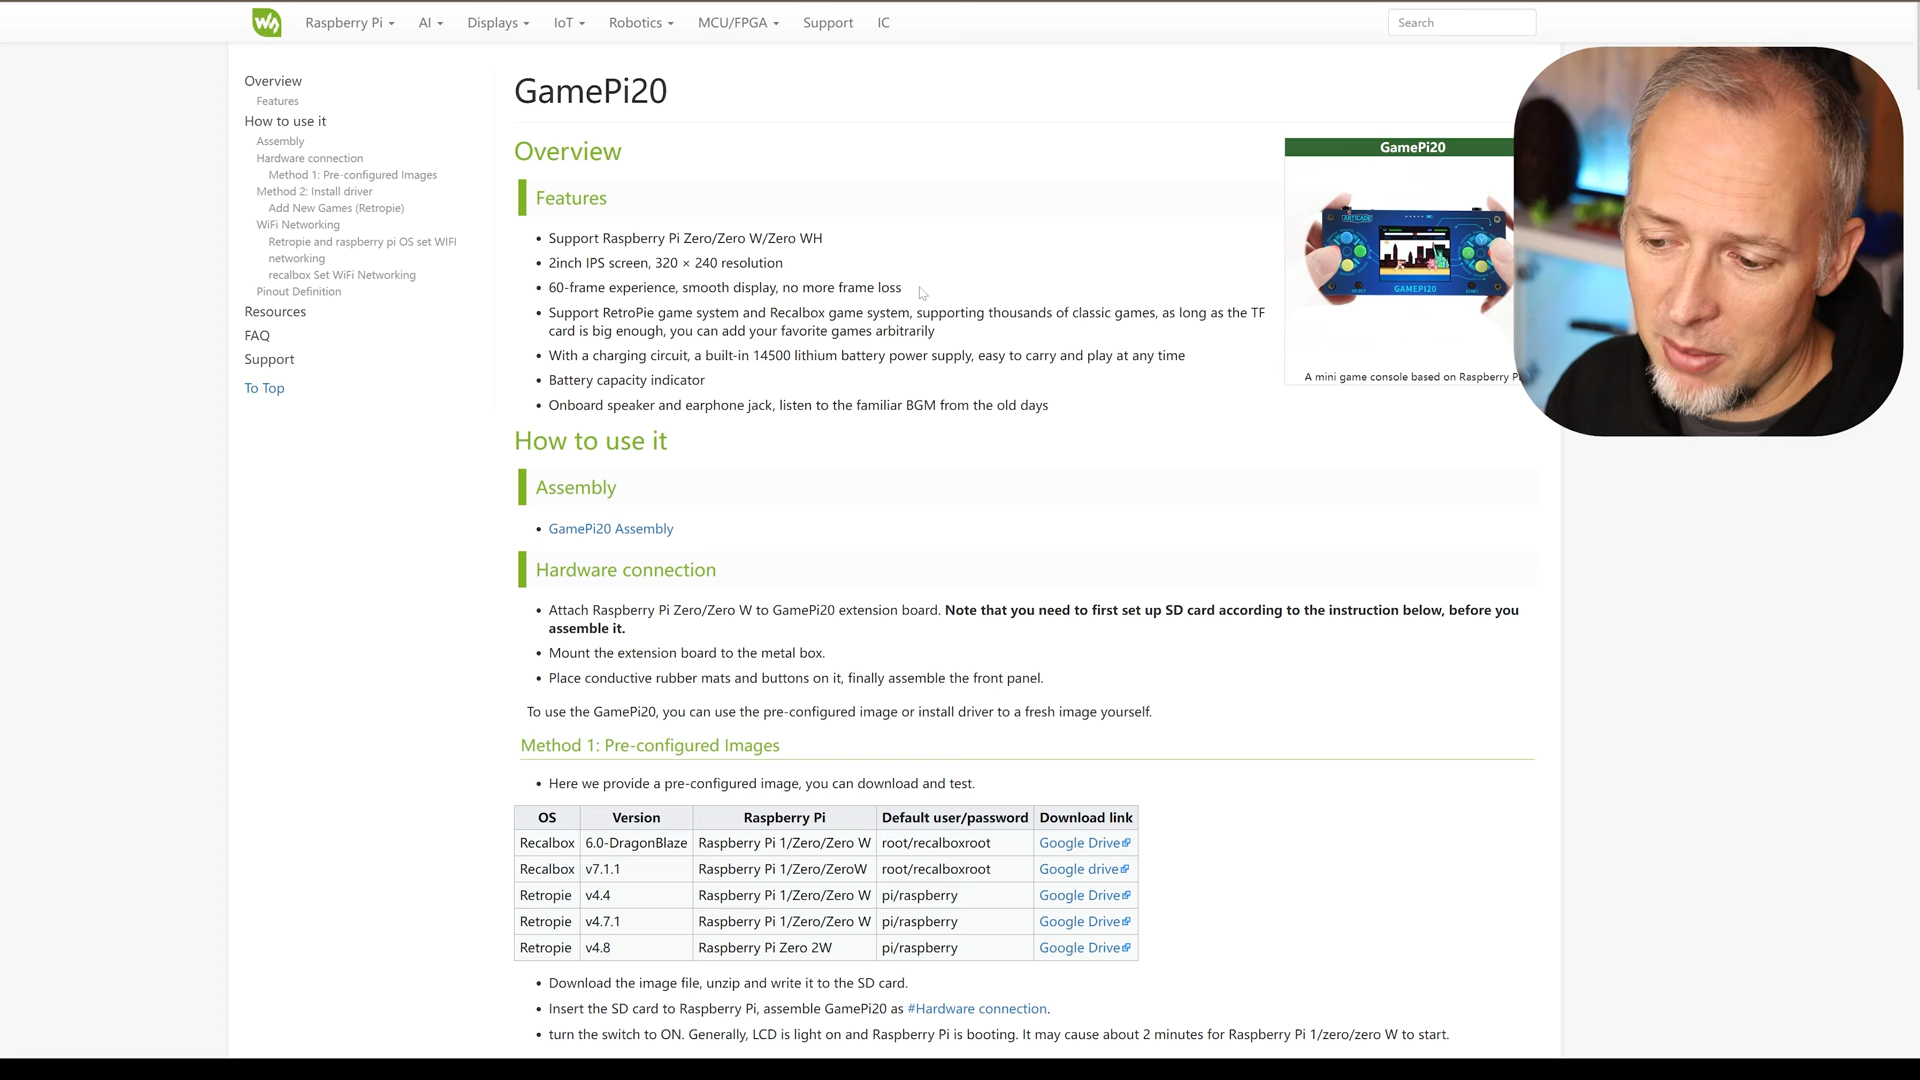 Raspberry Pi
AI
Displays
IoT
Robotics
MCU/FPGA
Support
IC
Search
Overview
Features
How to use it
Assembly
Hardware connection
Method 1: Pre-configured Images
Method 2: Install driver
Add New Games (Retropie)
WiFi Networking
Retropie and raspberry pi OS set WIFI
networking
recalbox Set WiFi Networking
Pinout Definition
Resources
FAQ
Support
To Top
GamePi20
Overview
Features
• Support Raspberry Pi Zero/Zero W/Zero WH
• 2inch IPS screen, 320 × 240 resolution
• 60-frame experience, smooth display, no more frame loss
• Support RetroPie game system and Recalbox game system, supporting thousands of classic games, as long as the TF
card is big enough, you can add your favorite games arbitrarily
• With a charging circuit, a built-in 14500 lithium battery power supply, easy to carry and play at any time
• Battery capacity indicator
• Onboard speaker and earphone jack, listen to the familiar BGM from the old days
GamePi20
SELECT
GAMEPI20
START
A mini game console based on Raspberry P
How to use it
Assembly
• GamePi20 Assembly
Hardware connection
• Attach Raspberry Pi Zero/Zero W to GamePi20 extension board. Note that you need to first set up SD card according to the instruction below, before you
assemble it.
• Mount the extension board to the metal box.
• Place conductive rubber mats and buttons on it, finally assemble the front panel.
To use the GamePi20, you can use the pre-configured image or install driver to a fresh image yourself.
Method 1: Pre-configured Images
• Here we provide a pre-configured image, you can download and test.
OS Version Raspberry Pi Default user/password Download link
Recalbox 6.0-DragonBlaze Raspberry Pi 1/Zero/Zero W root/recalboxroot Google Drive
Recalbox v7.1.1 Raspberry Pi 1/Zero/ZeroW root/recalboxroot Google drive
Retropie v4.4 Raspberry Pi 1/Zero/Zero W pi/raspberry Google Drive
Retropie v4.7.1 Raspberry Pi 1/Zero/Zero W pi/raspberry Google Drive
Retropie v4.8 Raspberry Pi Zero 2W pi/raspberry Google Drive
• Download the image file, unzip and write it to the SD card.
• Insert the SD card to Raspberry Pi, assemble GamePi20 as #Hardware connection.
• turn the switch to ON. Generally, LCD is light on and Raspberry Pi is booting. It may cause about 2 minutes for Raspberry Pi 1/zero/zero W to start.